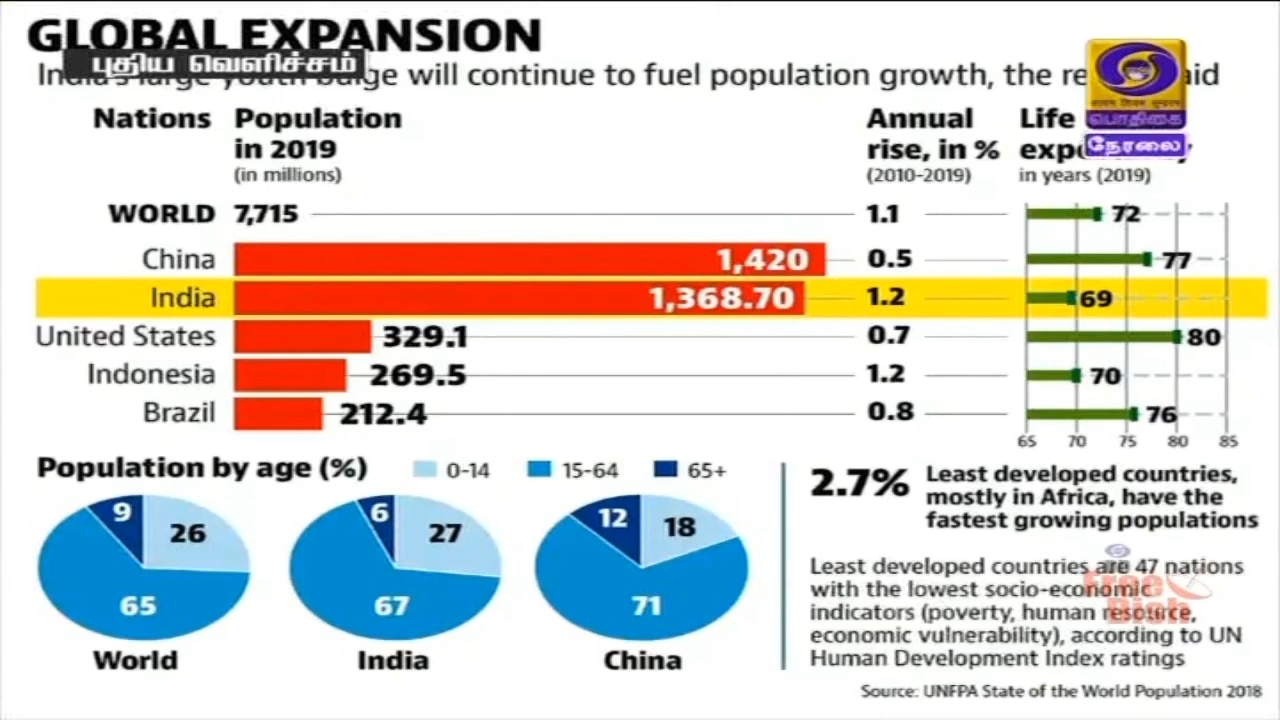 GLOBAL EXPANSION
புதிய வெளிச்சம்
India's large youth bulge will continue to fuel population growth, the said
Nations Population in 2019 (in millions) Annual rise, in % (2010-2019) Life in years (2019)
WORLD 7,715 1.1 72
China 1,420 0.5 77
India 1,368.70 1.2 69
United States 329.1 0.7 80
Indonesia 269.5 1.2 70
Brazil 212.4 0.8 76
65 70 75 80 85
பொதிகை
நேரலை
Population by age (%) 0-14 15-64 65+
9 26 65
World
6 27 67
India
12 18 71
China
2.7% Least developed countries,
mostly in Africa, have the
fastest growing populations
Least developed countries are 47 nations
with the lowest socio-economic
indicators (poverty, human resource,
economic vulnerability), according to UN
Human Development Index ratings
Free Dish
Source: UNFPA State of the World Population 2018